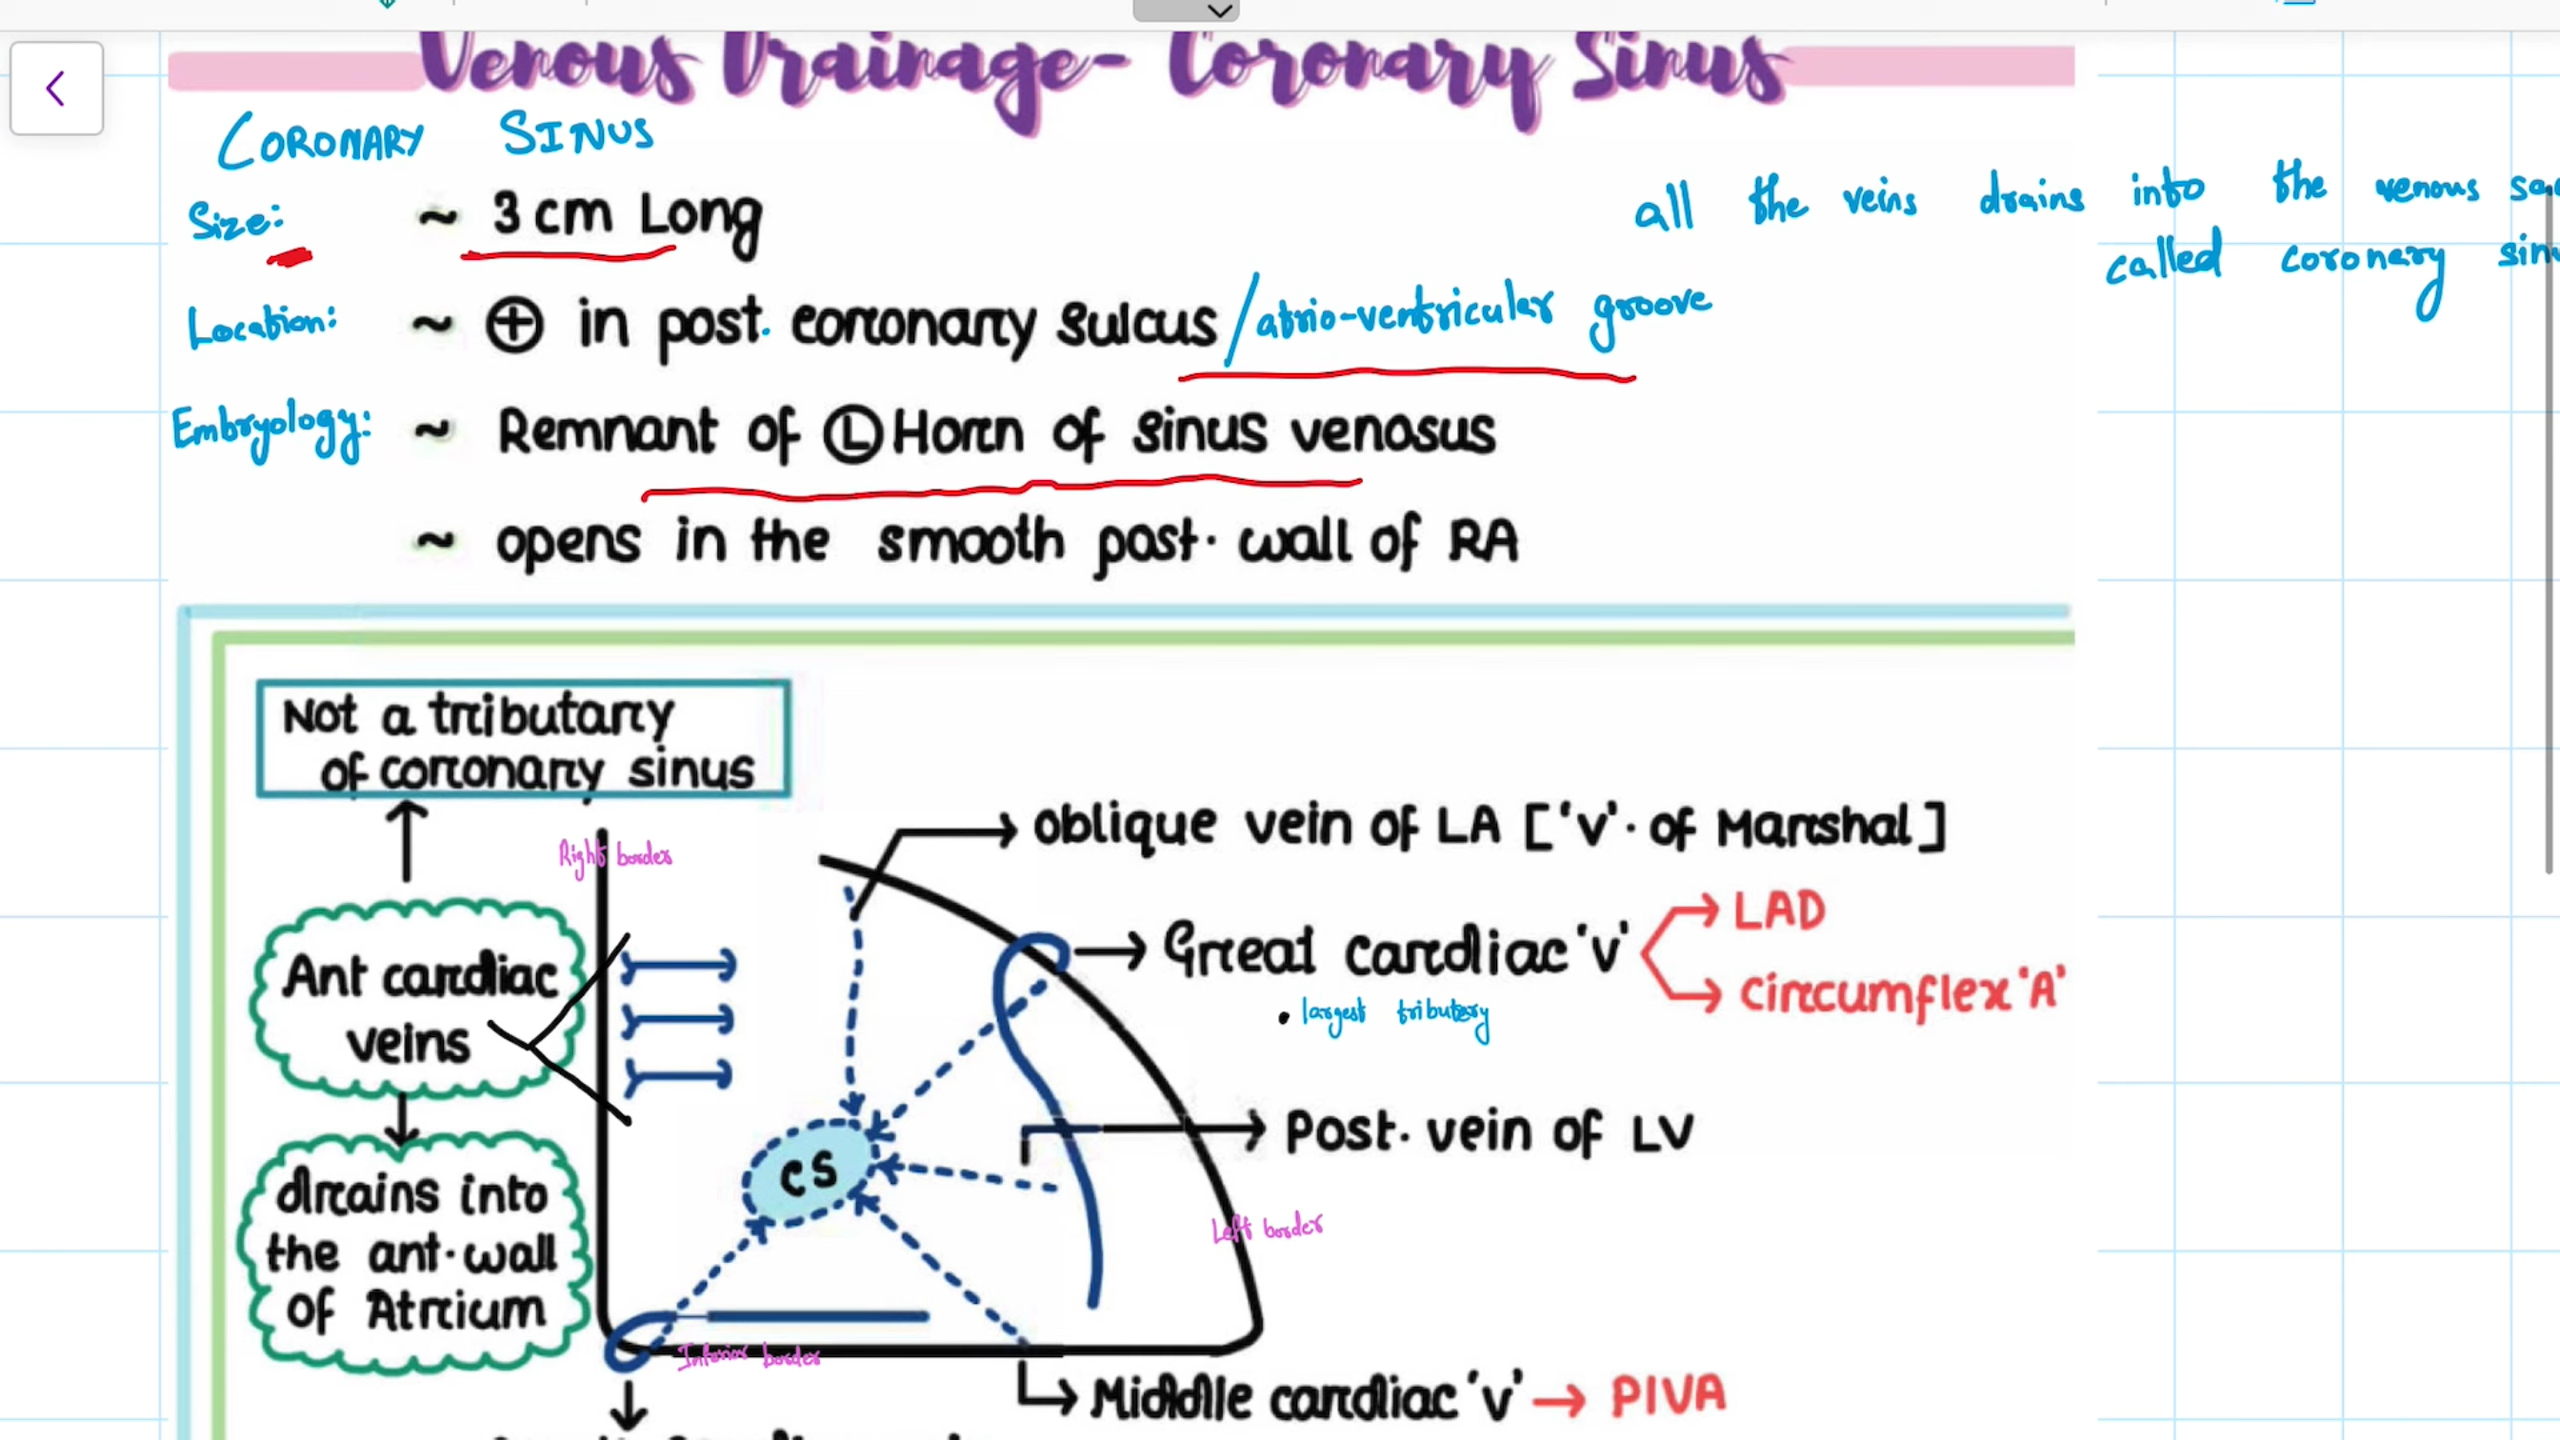 Venous Drainage- Coronary Sinus
CORONARY SINUS
Size: ~ 3 cm Long
all the veins drains into the venous
called coronary
Location: ~ ⊕ in post. coronary sulcus/atrio-ventricular groove
Embryology: ~ Remnant of Ⓛ Horn of sinus venosus
~ opens in the smooth post. wall of RA
Not a tributary
of coronary sinus
Right border
oblique vein of LA ['v'. of Marshal]
Ant cardiac
veins
Great cardiac 'v'
LAD
circumflex 'A'
• largest tributery
Post. vein of LV
CS
drains into
the ant. wall
of Atrium
Left border
Inferior border
Middle cardiac 'v' → PIVA